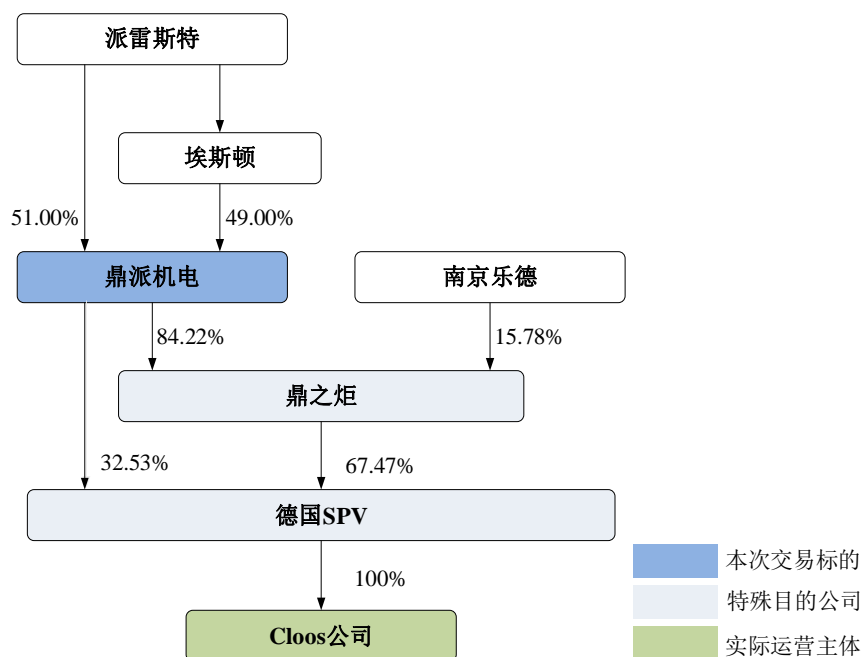 派雷斯特
埃斯顿
51.00%
49.00%
鼎派机电
南京乐德
84.22%
15.78%
鼎之炬
32.53%
67.47%
德国SPV
100%
Cloos公司
本次交易标的
特殊目的公司
实际运营主体